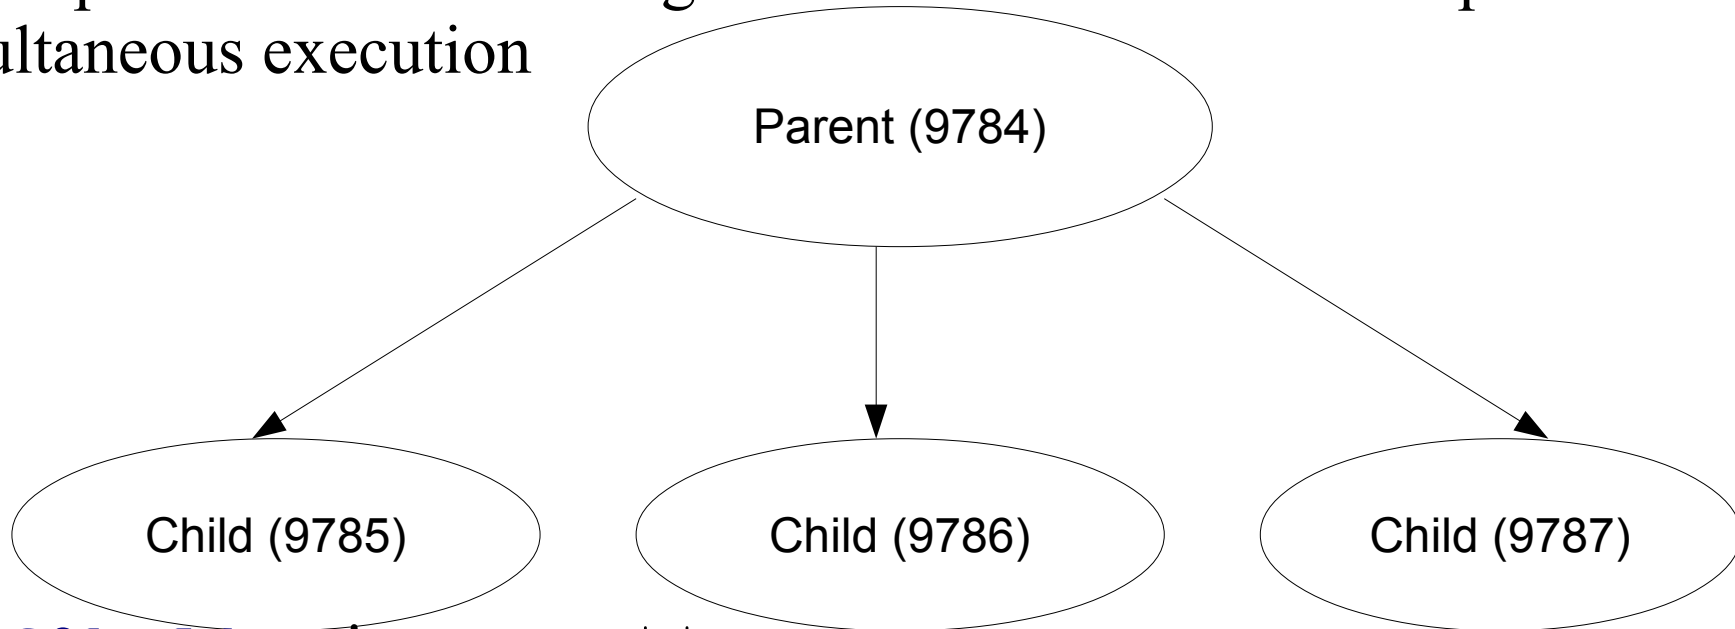 ultaneous execution
Parent (9784)
Child (9785) Child (9786) Child (9787)